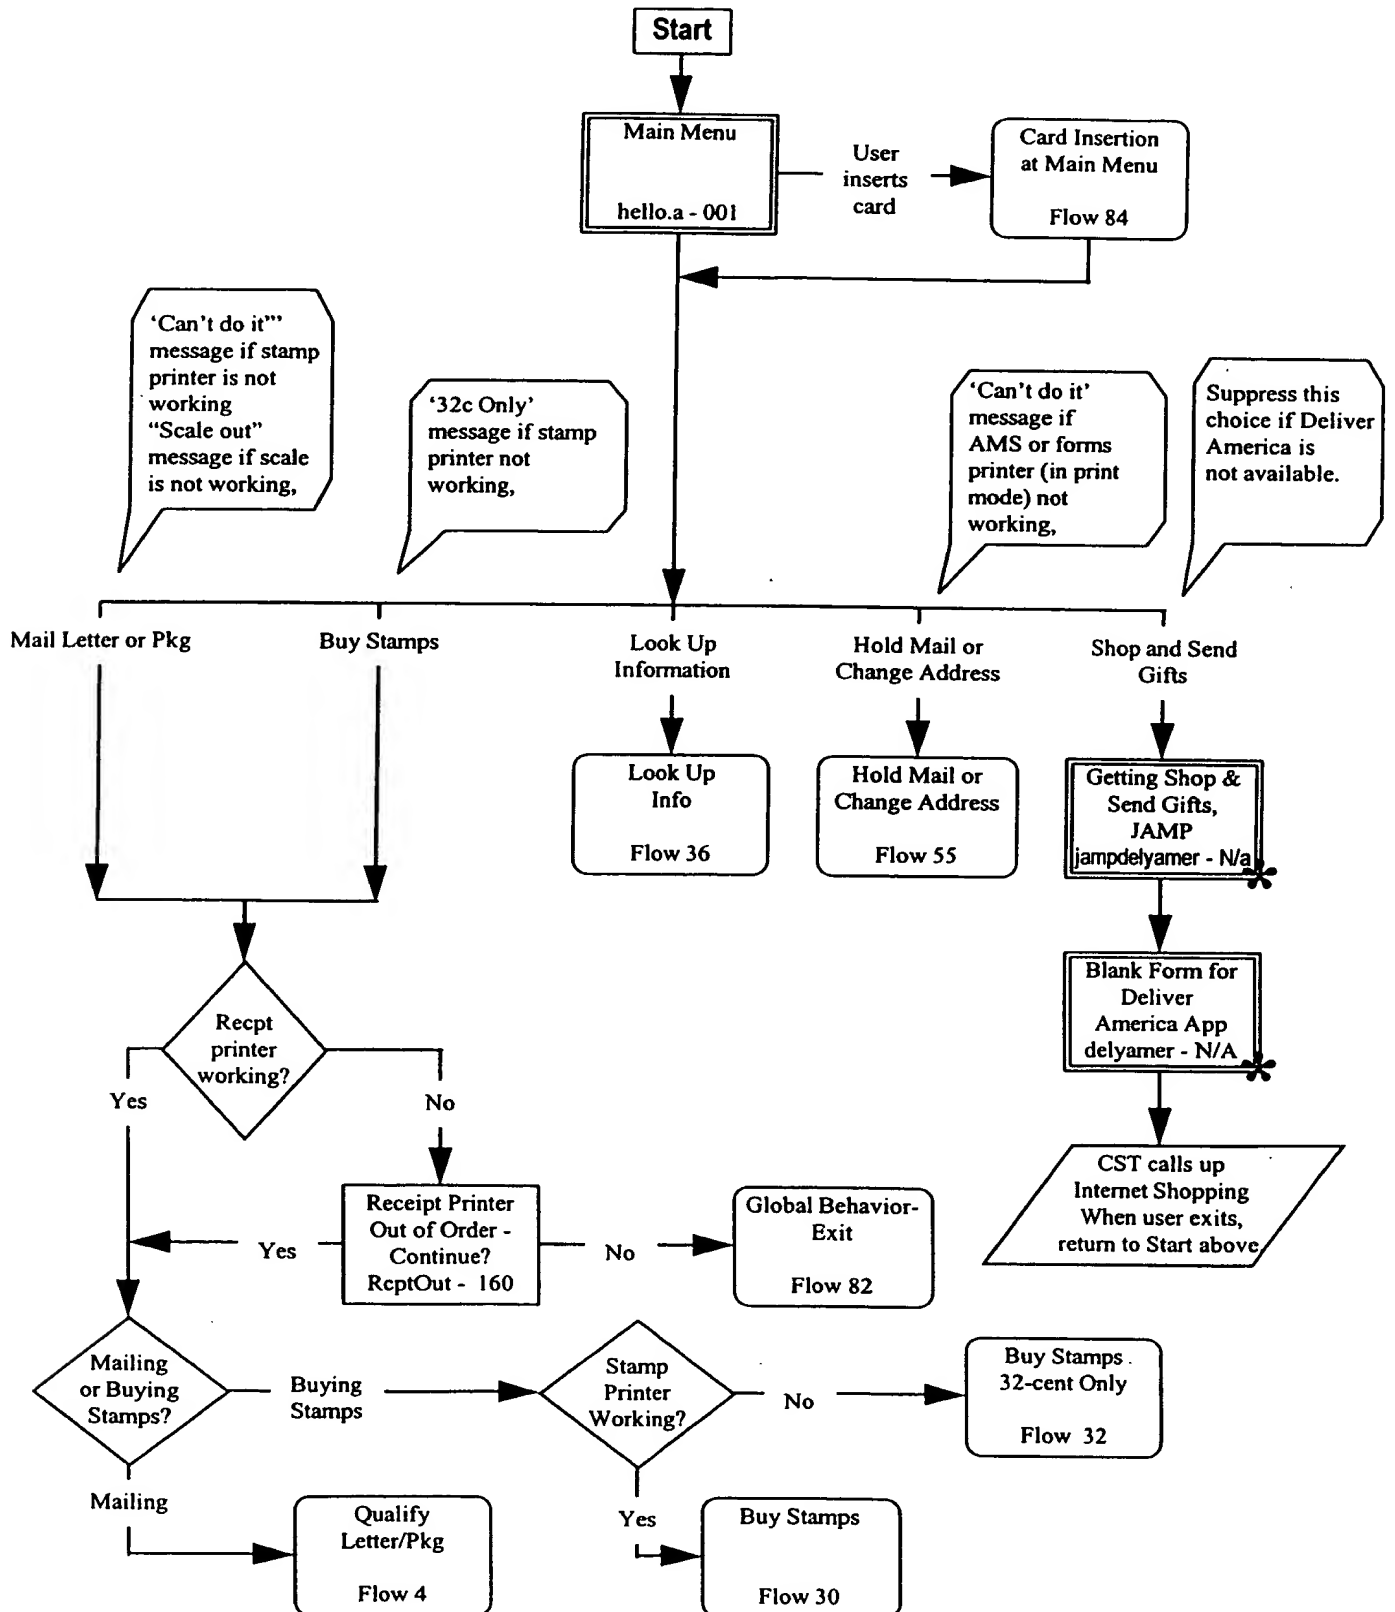 Start
Main Menu
hello.a - 001
User
inserts
card
Card Insertion
at Main Menu
Flow 84
‘Can't do it”’
message if stamp
printer is not
working
“Scale out”
message if scale
is not working,
‘32c Only’
message if stamp
printer not
working,
‘Can't do it’
message if
AMS or forms
printer (in print
mode) not
working,
Suppress this
choice if Deliver
America is
not available.
Mail Letter or Pkg
Buy Stamps
Look Up
Information
Hold Mail or
Change Address
Shop and Send
Gifts
Look Up
Info
Flow 36
Hold Mail or
Change Address
Flow 55
Getting Shop &
Send Gifts,
JAMP
jampdelyamer - N/a
*
Blank Form for
Deliver
America App
delyamer - N/A
*
CST calls up
Internet Shopping
When user exits,
return to Start above
Recpt
printer
working?
Yes
No
Receipt Printer
Out of Order -
Continue?
RcptOut - 160
Yes
No
Global Behavior-
Exit
Flow 82
Mailing
or Buying
Stamps?
Buying
Stamps
Stamp
Printer
Working?
No
Buy Stamps
32-cent Only
Flow 32
Mailing
Qualify
Letter/Pkg
Flow 4
Yes
Buy Stamps
Flow 30